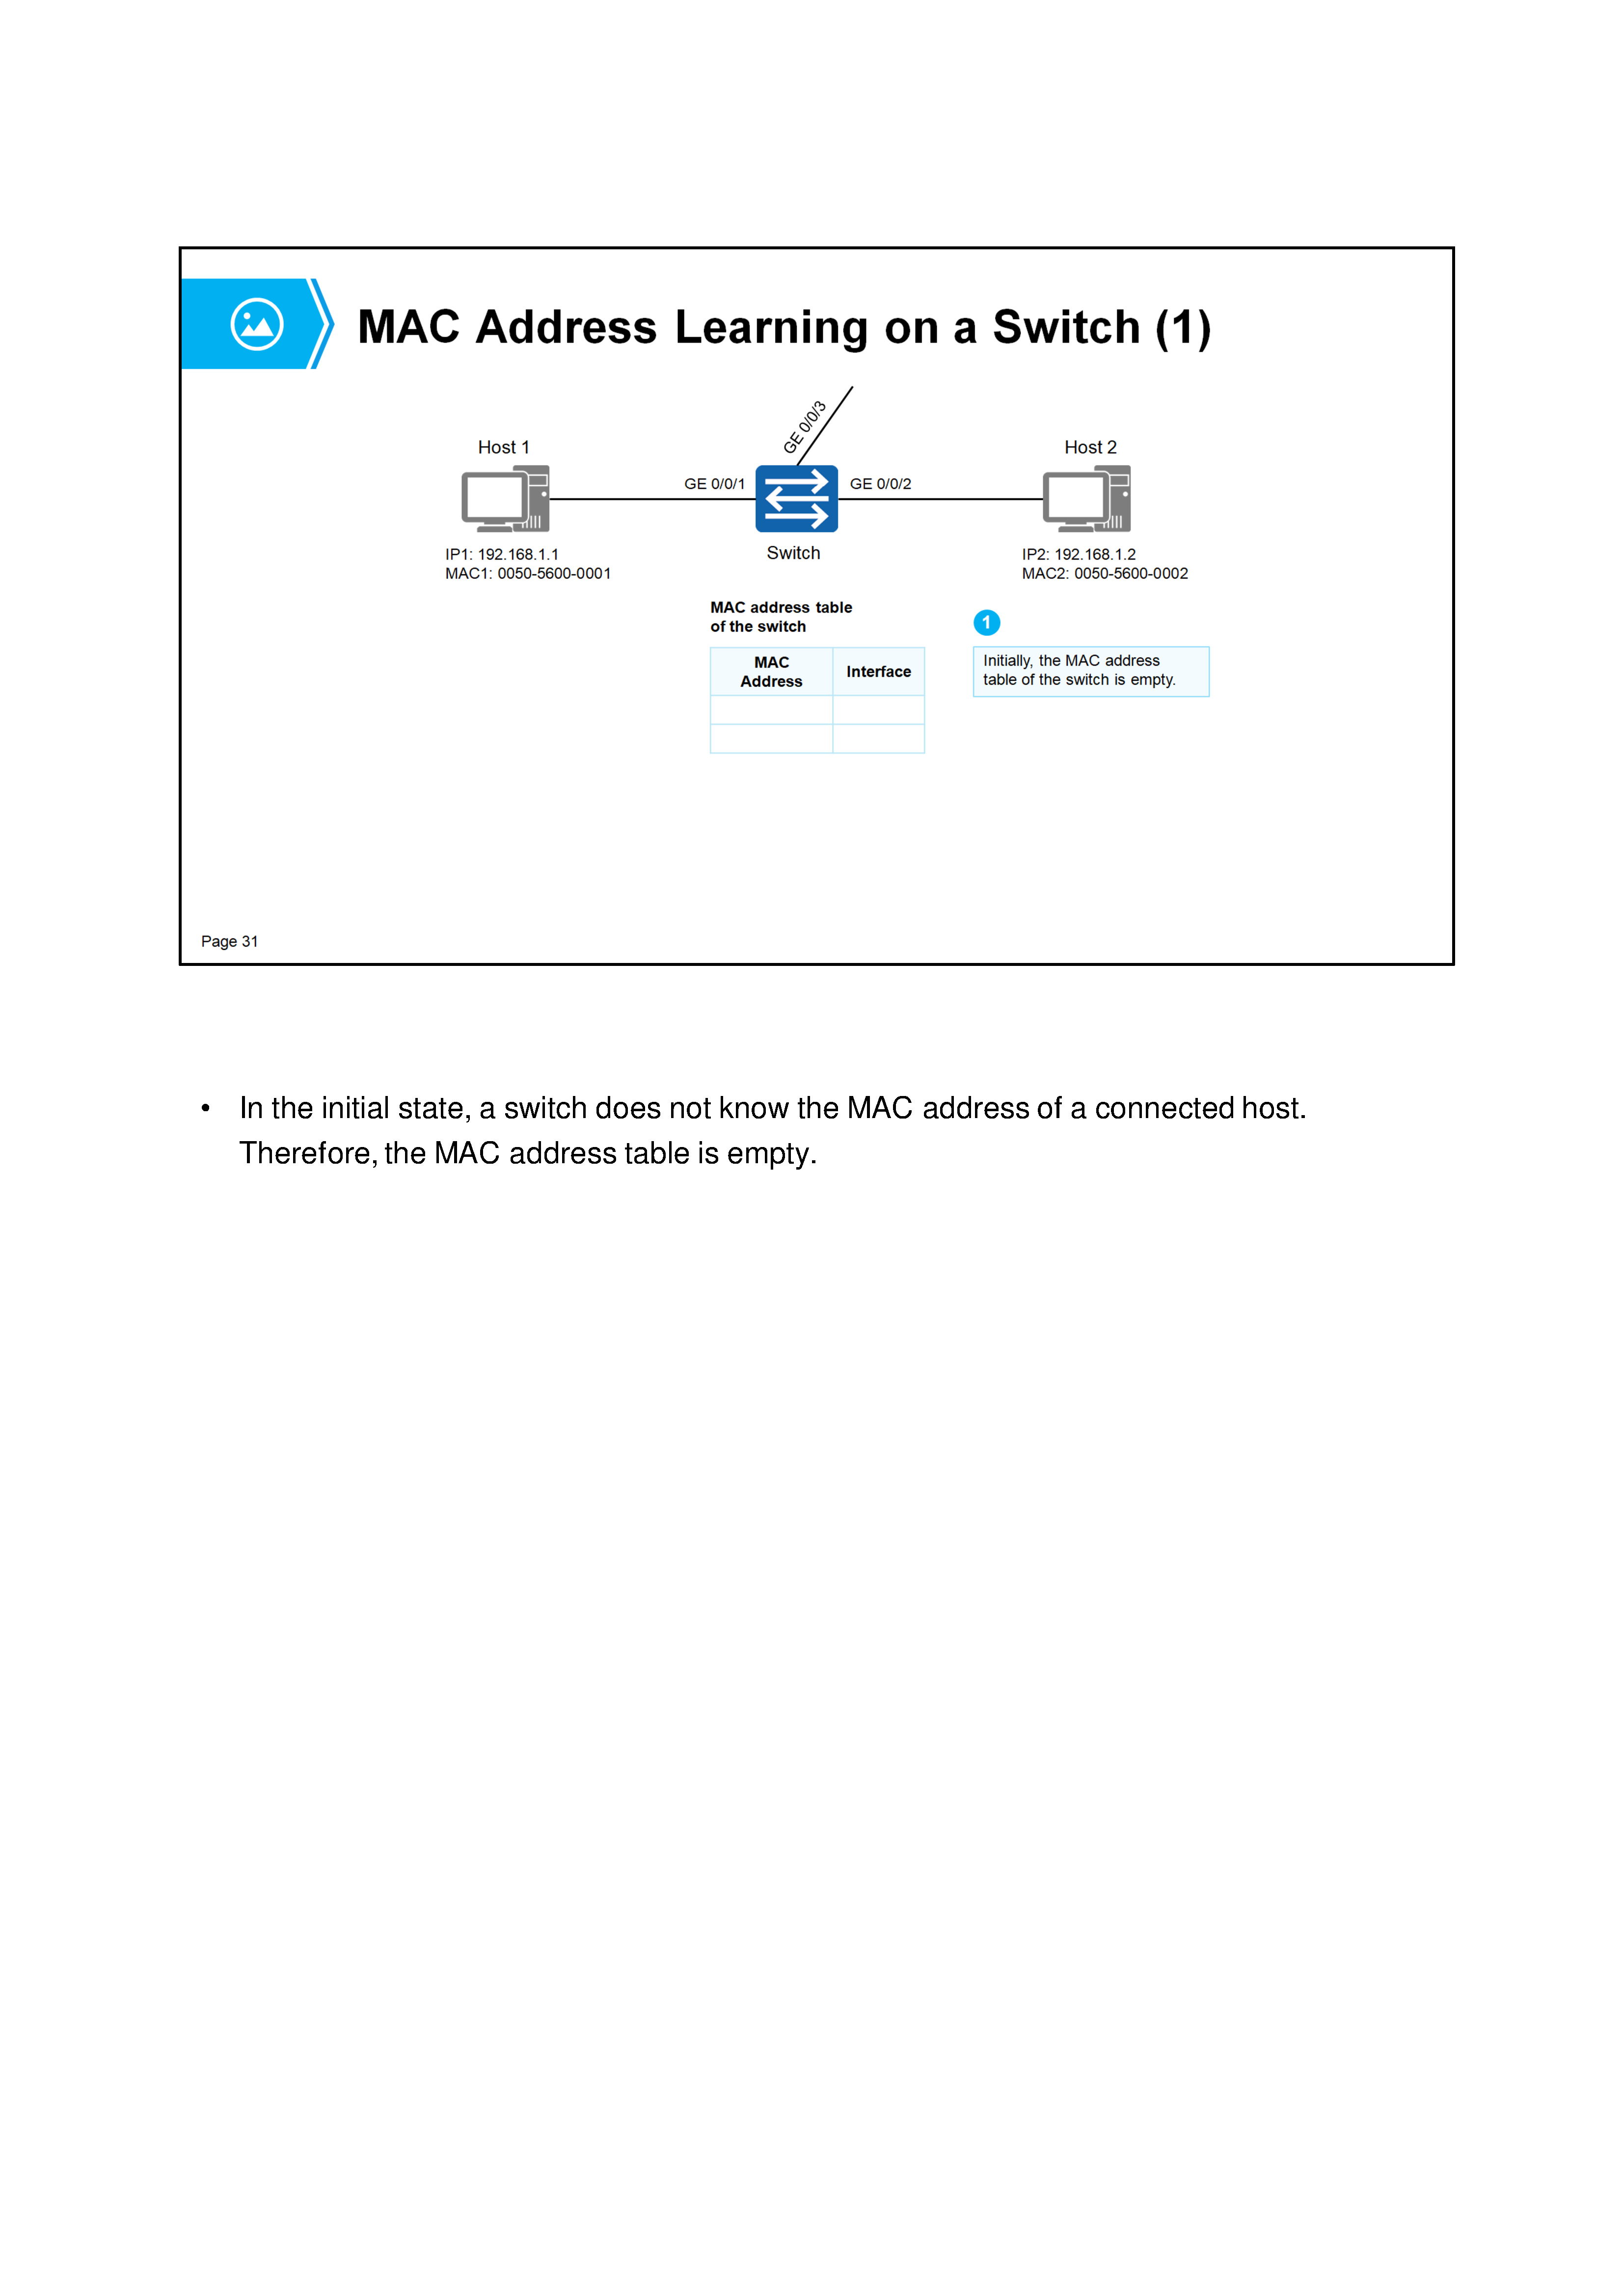 MAC Address Learning on a Switch (1)
GE 0/0/3
Host 1
Host 2
GE 0/0/1
GE 0/0/2
IP1: 192.168.1.1
MAC1: 0050-5600-0001
Switch
IP2: 192.168.1.2
MAC2: 0050-5600-0002
MAC address table
of the switch
MAC
Address
Interface
1
Initially, the MAC address
table of the switch is empty.
Page 31
• In the initial state, a switch does not know the MAC address of a connected host.
Therefore, the MAC address table is empty.